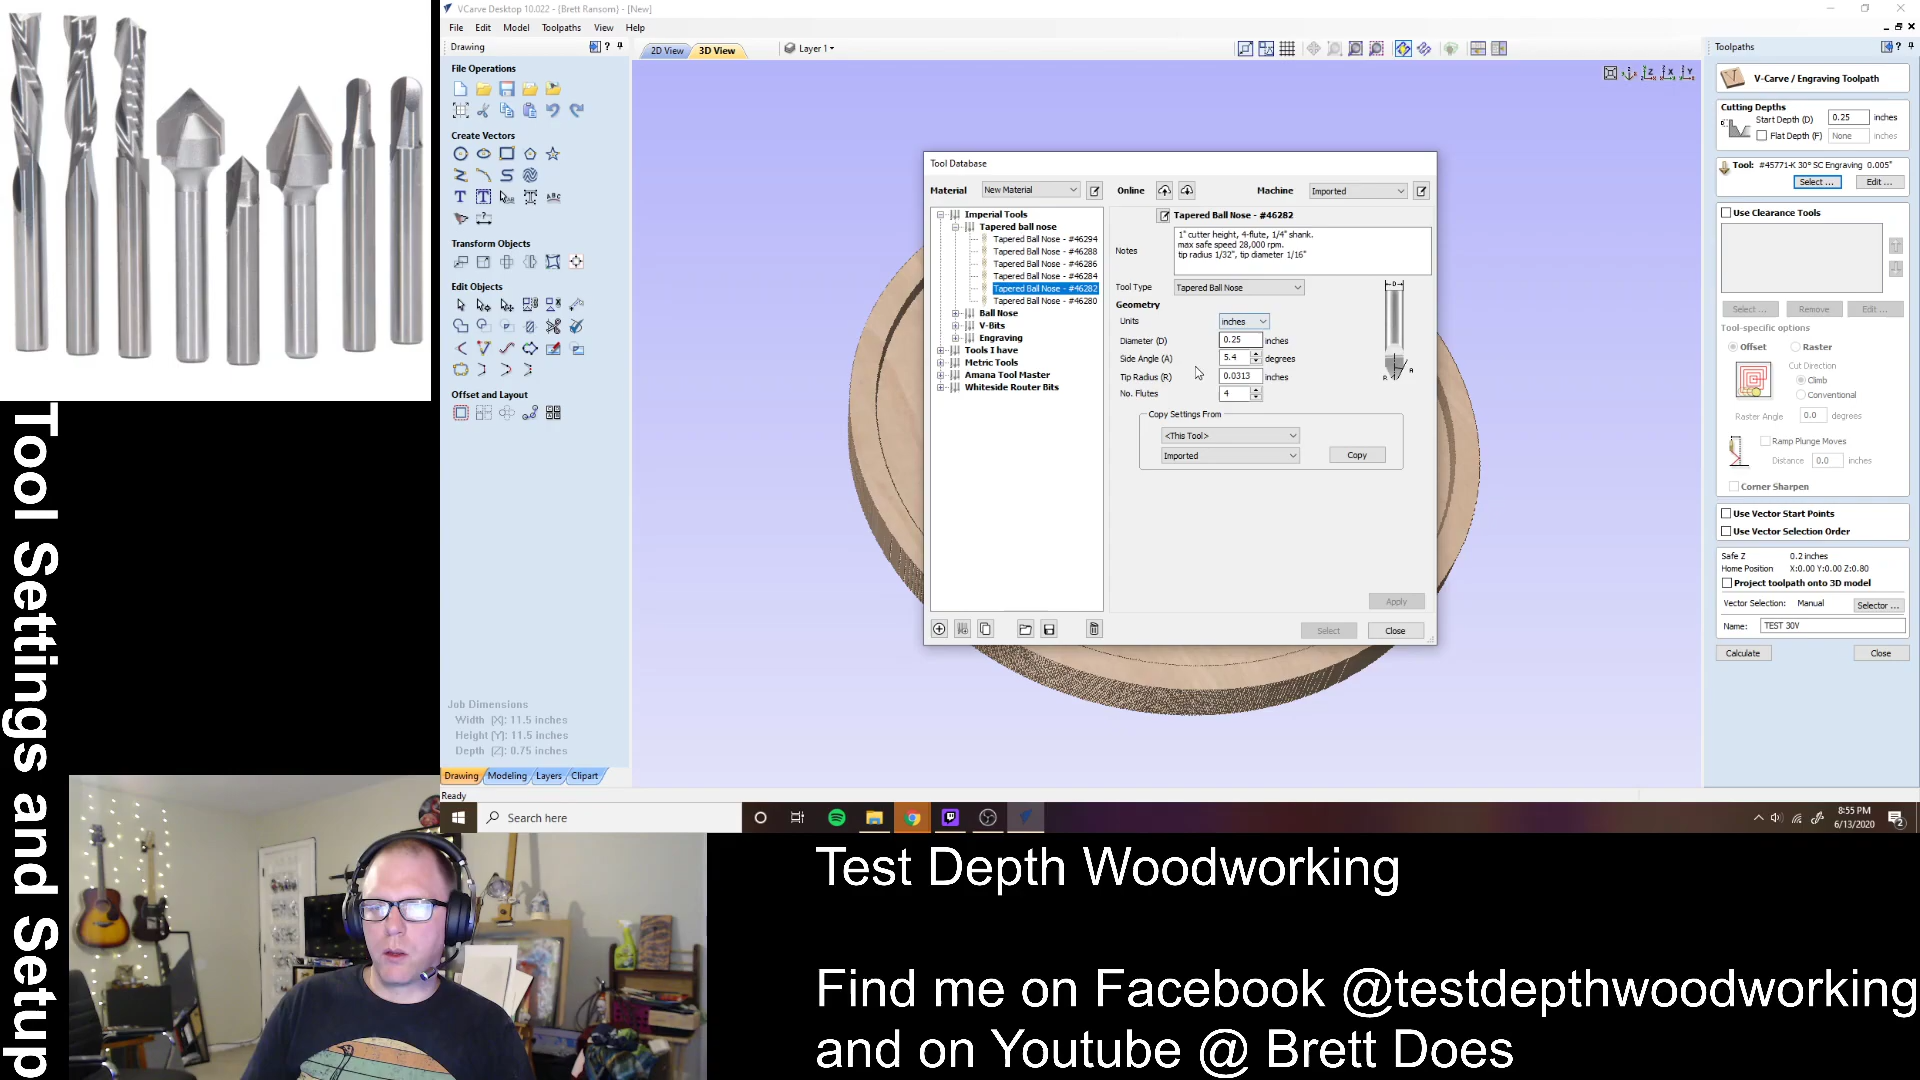 Tool Settings and Setup
VCarve Desktop 10.022 - {Brett Ransom} - [New]
File Edit Model Toolpaths View Help
Drawing
2D View 3D View Layer 1
File Operations
Create Vectors
Transform Objects
Edit Objects
Offset and Layout
Job Dimensions
Width (X): 11.5 inches
Height (Y): 11.5 inches
Depth (Z): 0.75 inches
Drawing Modeling Layers Clipart
Ready
Tool Database
Material New Material Online Machine Imported
Imperial Tools
Tapered ball nose
Tapered Ball Nose - #46294
Tapered Ball Nose - #46288
Tapered Ball Nose - #46286
Tapered Ball Nose - #46284
Tapered Ball Nose - #46282
Tapered Ball Nose - #46280
Ball Nose
V-Bits
Engraving
Tools I have
Metric Tools
Amana Tool Master
Whiteside Router Bits
Tapered Ball Nose - #46282
Notes
1" cutter height, 4-flute, 1/4" shank.
max safe speed 28,000 rpm.
tip radius 1/32", tip diameter 1/16"
Tool Type Tapered Ball Nose
Geometry
Units inches
Diameter (D) 0.25 inches
Side Angle (A) 5.4 degrees
Tip Radius (R) 0.0313 inches
No. Flutes 4
Copy Settings From
<This Tool>
Imported Copy
Apply
Select Close
Toolpaths
V-Carve / Engraving Toolpath
Cutting Depths
Start Depth (D) 0.25 inches
Flat Depth (F) None inches
Tool: #45771-K 30° SC Engraving 0.005"
Select ... Edit ...
Use Clearance Tools
Select ... Remove Edit ...
Tool-specific options
Offset Raster
Cut Direction
Climb
Conventional
Raster Angle 0.0 degrees
Ramp Plunge Moves
Distance 0.0 inches
Corner Sharpen
Use Vector Start Points
Use Vector Selection Order
Safe Z 0.2 inches
Home Position X:0.00 Y:0.00 Z:0.80
Project toolpath onto 3D model
Vector Selection: Manual Selector ...
Name: TEST 30V
Calculate Close
Search here
8:55 PM
6/13/2020
Test Depth Woodworking
Find me on Facebook @testdepthwoodworking
and on Youtube @ Brett Does